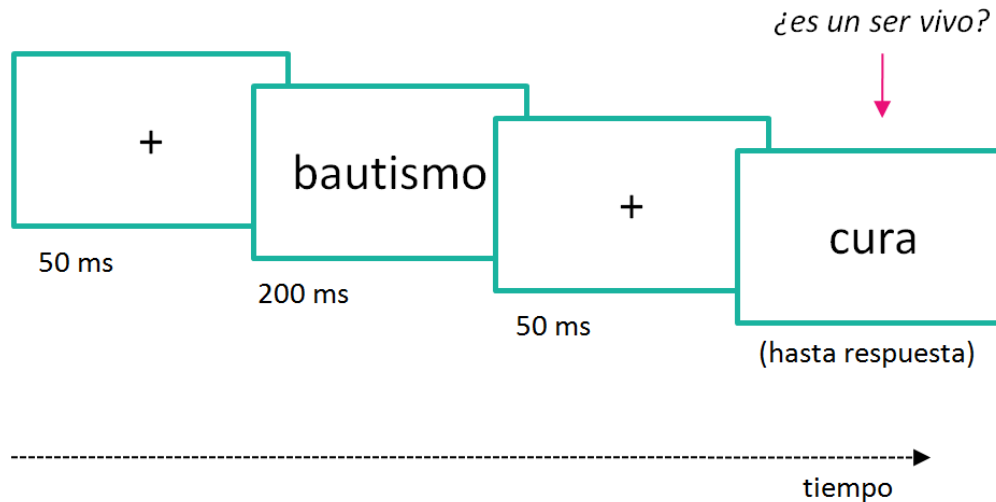 ¿es un ser vivo?
+
50 ms
bautismo
200 ms
+
50 ms
cura
(hasta respuesta)
tiempo